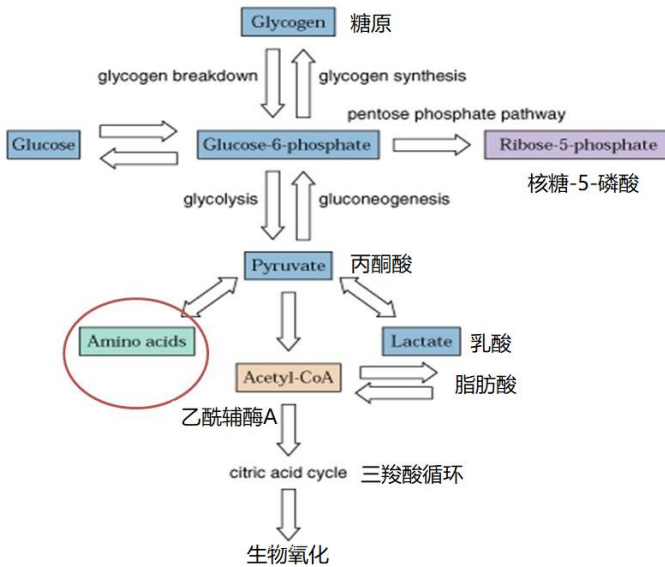 Glycogen 糖原
glycogen breakdown glycogen synthesis
pentose phosphate pathway
Glucose Glucose-6-phosphate Ribose-5-phosphate
核糖-5-磷酸
glycolysis gluconeogenesis
Pyruvate 丙酮酸
Amino acids Lactate 乳酸
Acetyl-CoA 脂肪酸
乙酰辅酶A
citric acid cycle 三羧酸循环
生物氧化